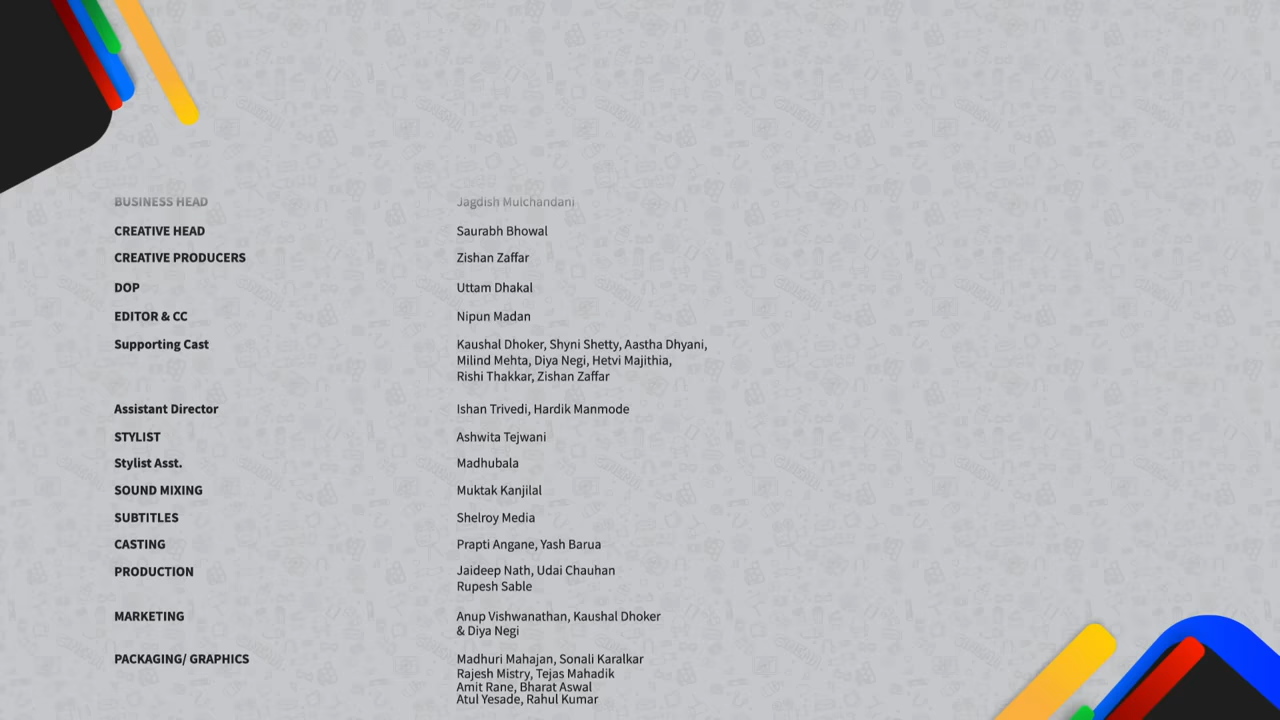 BUSINESS HEAD Jagdish Mulchandani
CREATIVE HEAD Saurabh Bhowal
CREATIVE PRODUCERS Zishan Zaffar
DOP Uttam Dhakal
EDITOR & CC Nipun Madan
Supporting Cast Kaushal Dhoker, Shyni Shetty, Aastha Dhyani,
Milind Mehta, Diya Negi, Hetvi Majithia,
Rishi Thakkar, Zishan Zaffar
Assistant Director Ishan Trivedi, Hardik Manmode
STYLIST Ashwita Tejwani
Stylist Asst. Madhubala
SOUND MIXING Muktak Kanjilal
SUBTITLES Shelroy Media
CASTING Prapti Angane, Yash Barua
PRODUCTION Jaideep Nath, Udai Chauhan
Rupesh Sable
MARKETING Anup Vishwanathan, Kaushal Dhoker
& Diya Negi
PACKAGING/ GRAPHICS Madhuri Mahajan, Sonali Karalkar
Rajesh Mistry, Tejas Mahadik
Amit Rane, Bharat Aswal
Atul Yesade, Rahul Kumar